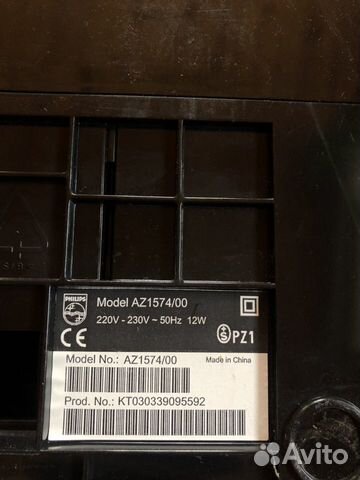 PHILIPS
Model AZ1574/00
220V - 230V ~ 50Hz 12W
CE
S PZ1
Model No.: AZ1574/00
Made in China
Prod. No.: KT030339095592
Avito